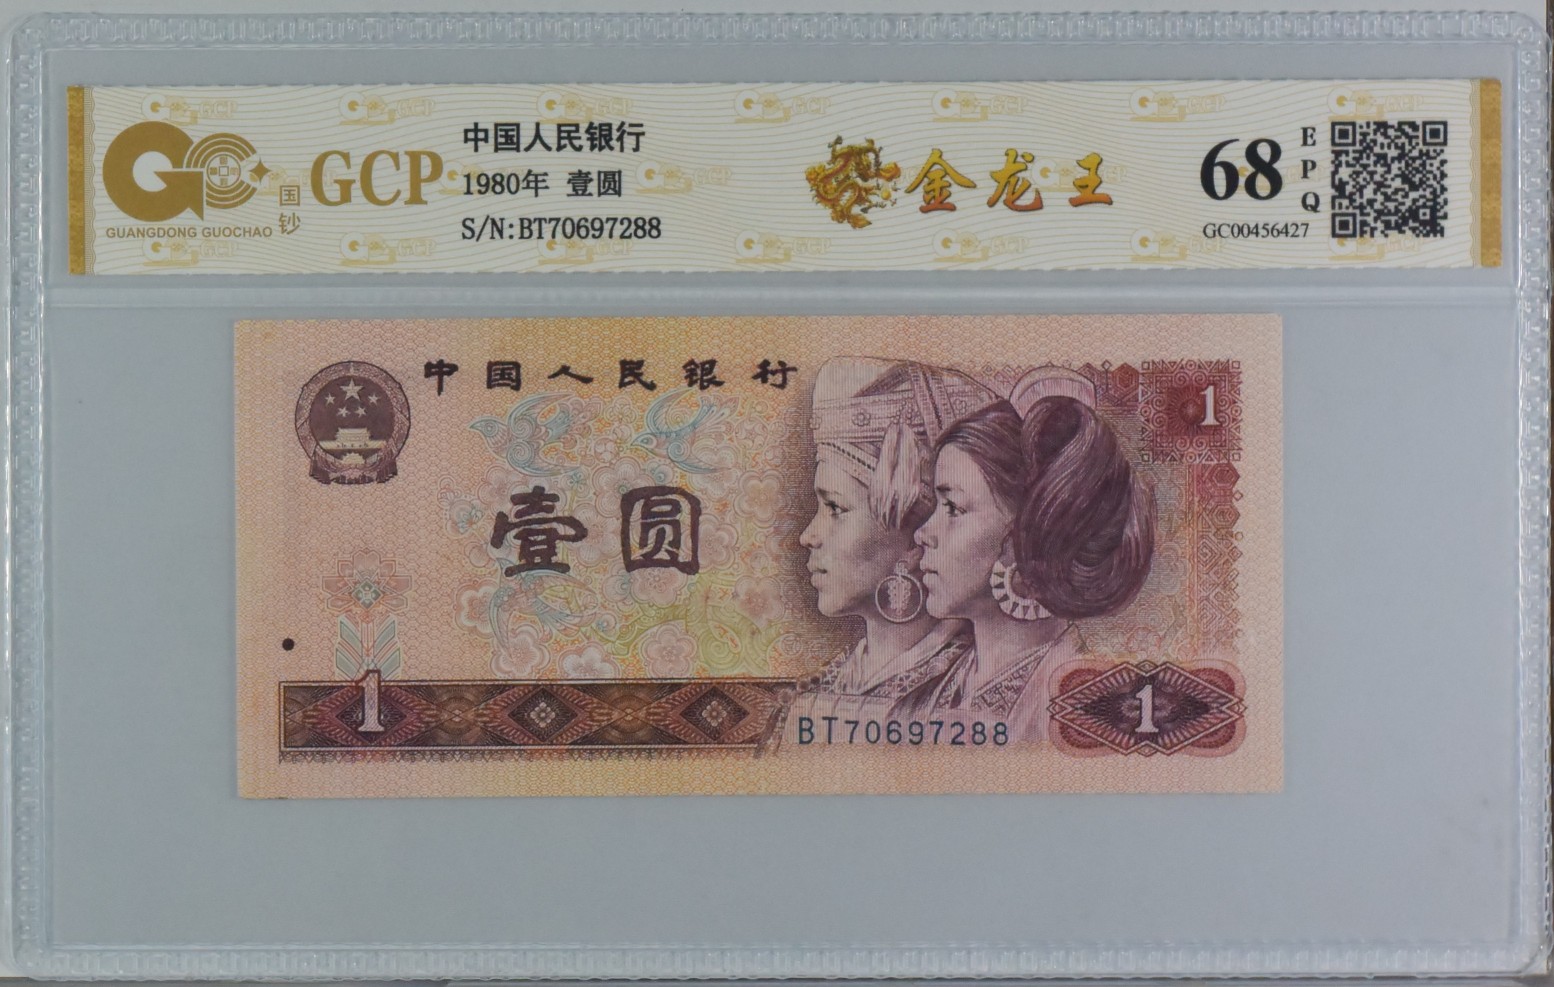 GCP
国钞
GUANGDONG GUOCHAO
中国人民银行
1980年 壹圆
S/N:BT70697288
金龙王
68
EPQ
GC00456427
中国人民银行
1
壹圆
1
BT70697288
1